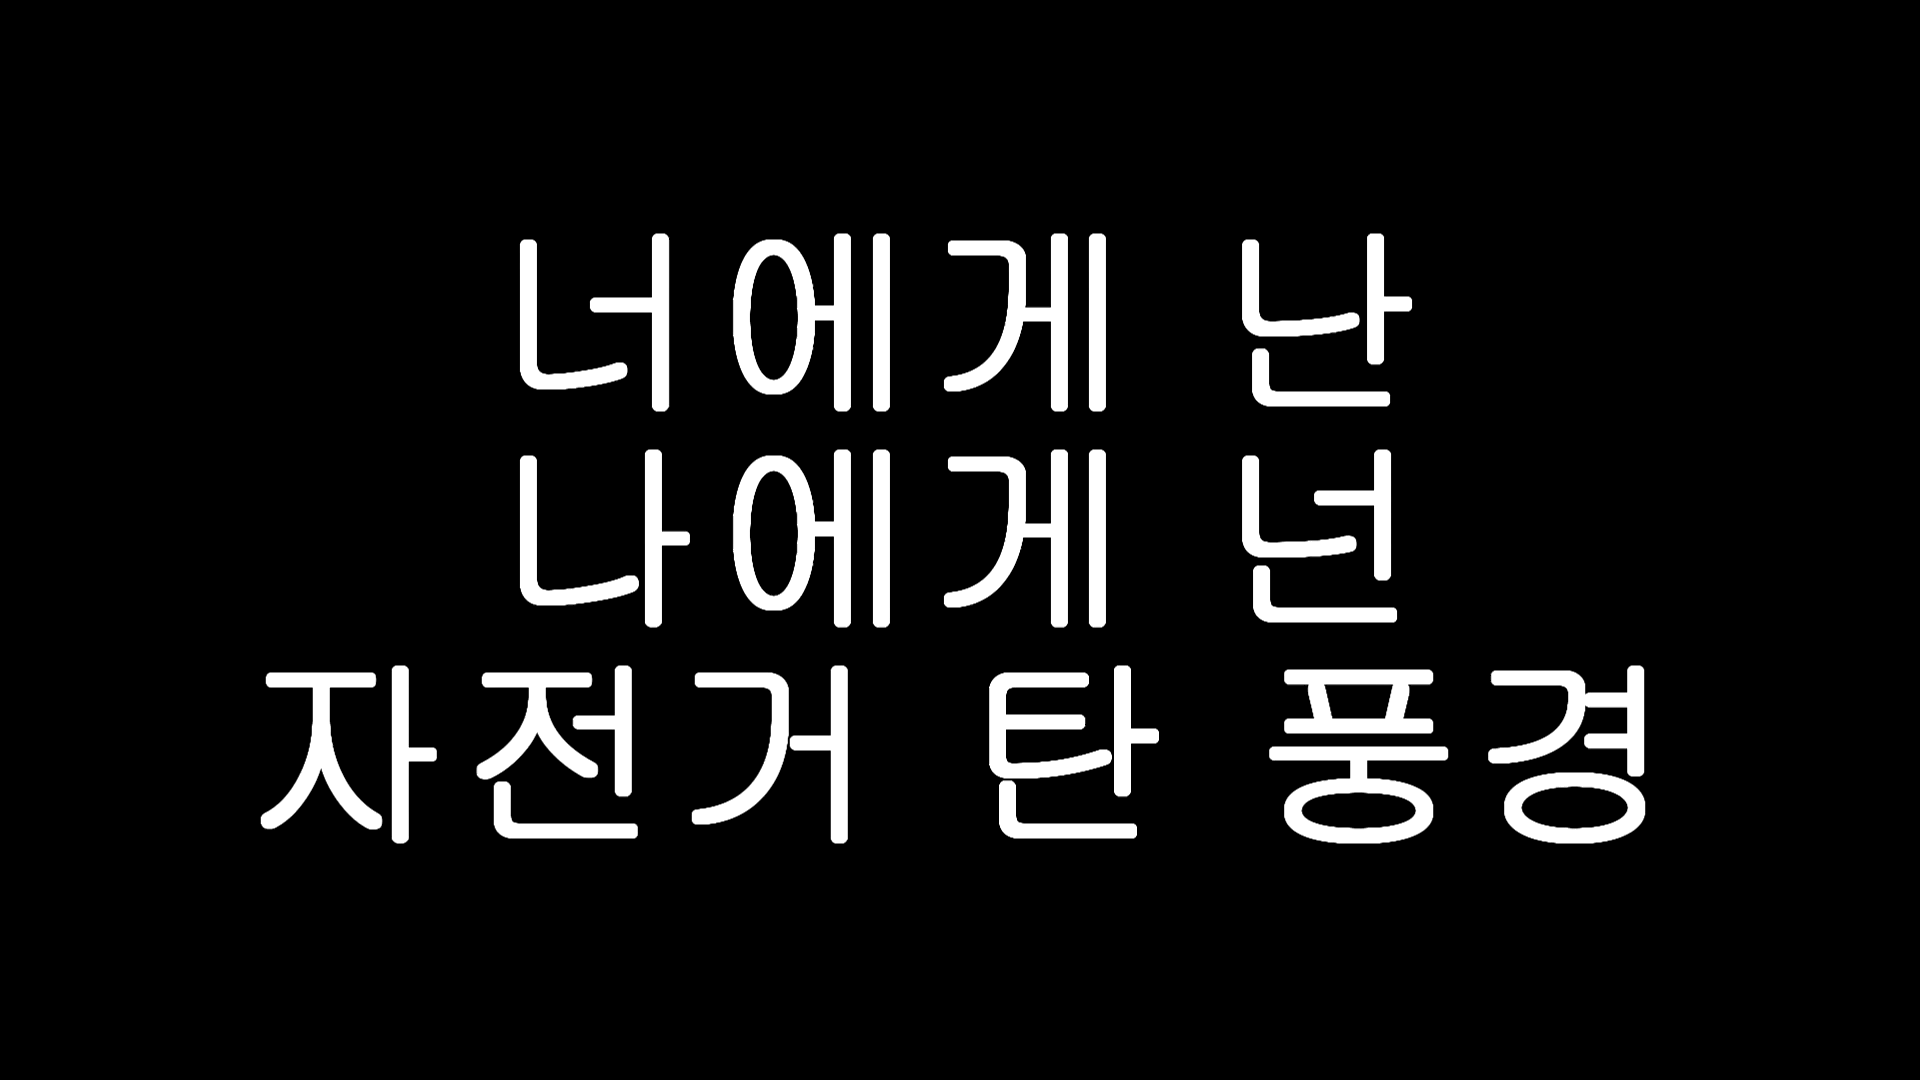 너에게 난
나에게 넌
자전거 탄 풍경